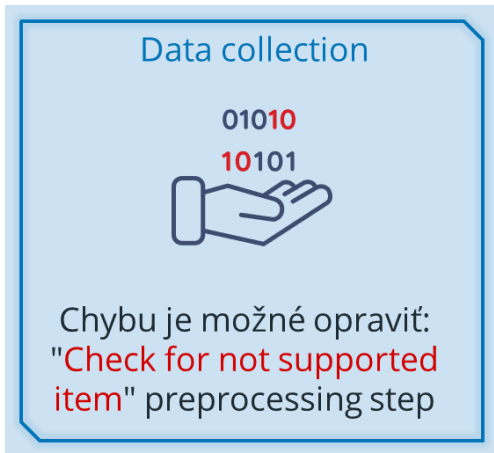 Data collection
01010
10101
Chybu je možné opraviť:
"Check for not supported
item" preprocessing step